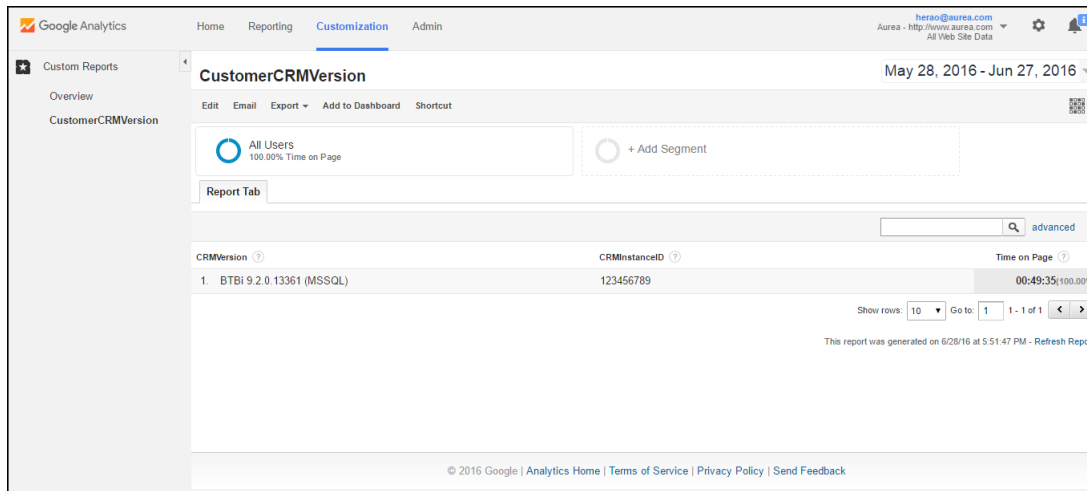 Google Analytics
Home Reporting Customization Admin
herao@aurea.com
Aurea - http://www.aurea.com
All Web Site Data
Custom Reports
Overview
CustomerCRMVersion
CustomerCRMVersion
May 28, 2016 - Jun 27, 2016
Edit Email Export Add to Dashboard Shortcut
All Users
100.00% Time on Page
+ Add Segment
Report Tab
advanced
CRMVersion ? CRMInstanceID ? Time on Page ?
1. BTBi 9.2.0.13361 (MSSQL) 123456789 00:49:35(100.00%
Show rows: 10 Go to: 1 1 - 1 of 1
This report was generated on 6/28/16 at 5:51:47 PM - Refresh Repo
© 2016 Google | Analytics Home | Terms of Service | Privacy Policy | Send Feedback